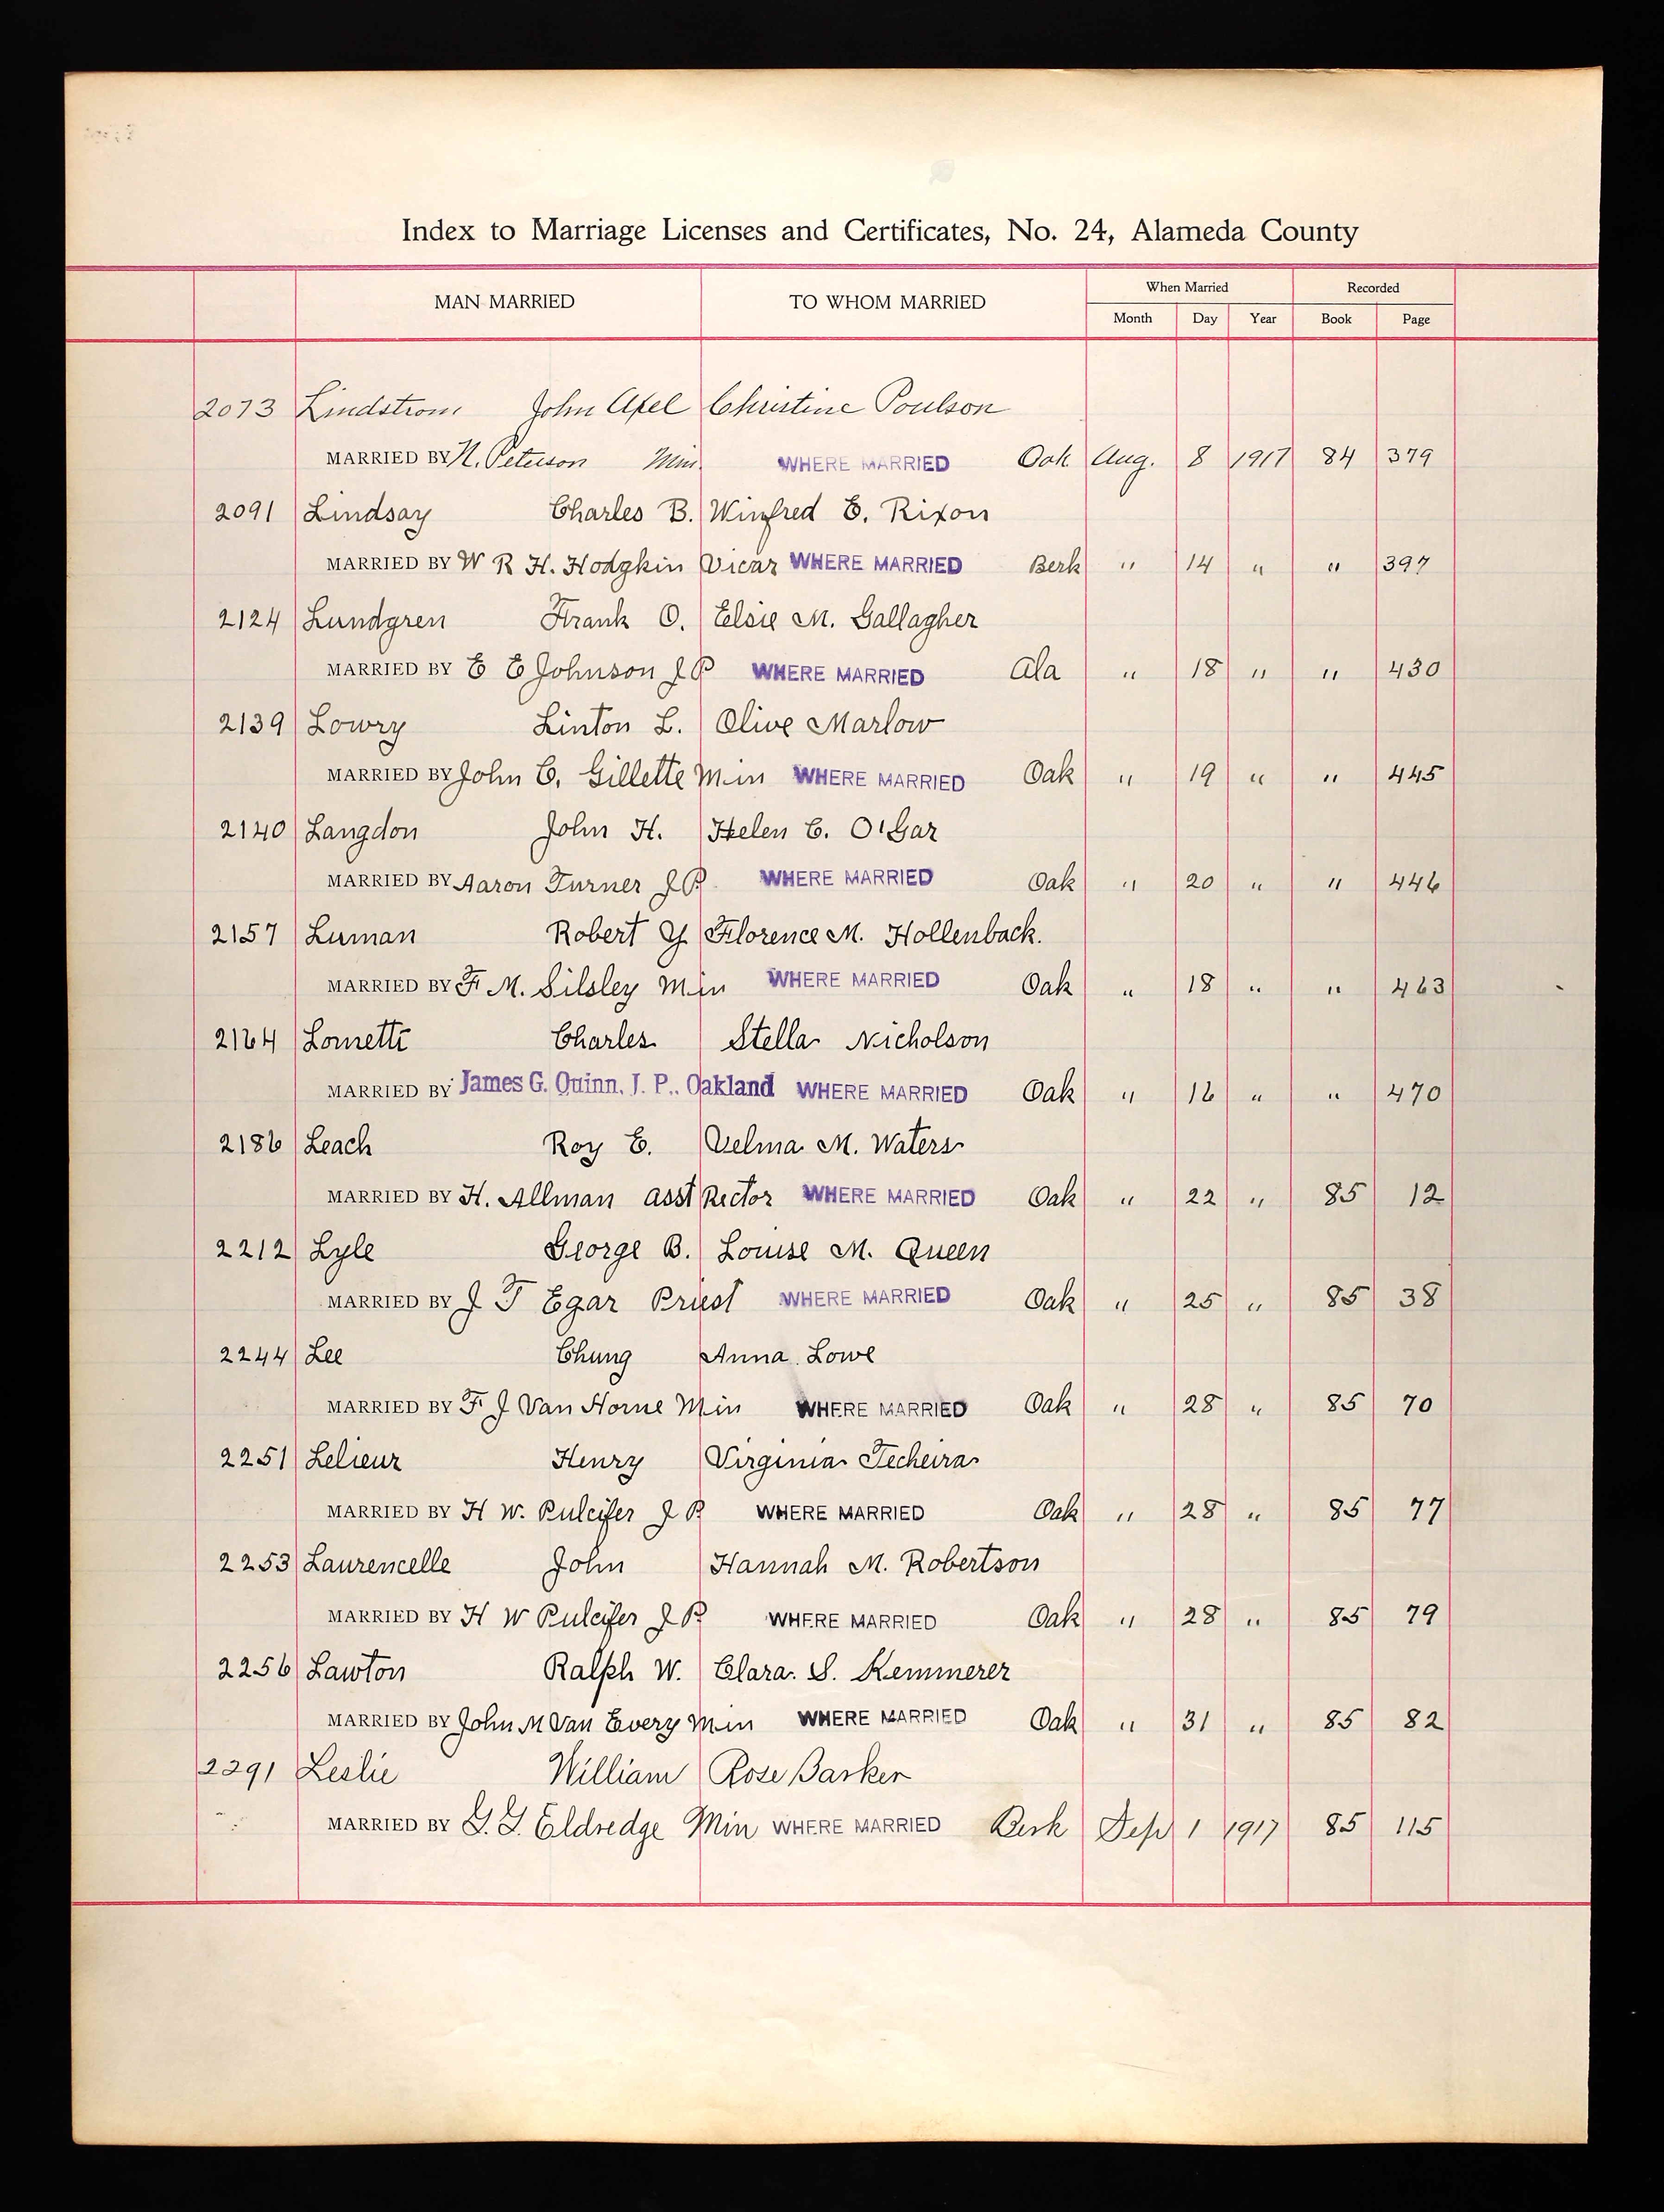 Index to Marriage Licenses and Certificates, No. 24, Alameda County
MAN MARRIED TO WHOM MARRIED When Married Recorded
Month Day Year Book Page
2073 Lindstrom John Axel Christine Poulson
MARRIED BY N. Peterson Min. WHERE MARRIED Oak Aug. 8 1917 84 379
2091 Lindsay Charles B. Winfred E. Rixon
MARRIED BY W R H. Hodgkin Vicar WHERE MARRIED Berk " 14 " " 397
2124 Lundgren Frank O. Elsie M. Gallagher
MARRIED BY E E Johnson J P WHERE MARRIED Ala " 18 " " 430
2139 Lowry Linton L. Olive Marlow
MARRIED BY John E. Gillette Min WHERE MARRIED Oak " 19 " " 445
2140 Langdon John H. Helen C. O'Gar
MARRIED BY Aaron Turner J P. WHERE MARRIED Oak " 20 " " 446
2157 Luman Robert Y Florence M. Hollenback.
MARRIED BY F. M. Silsley Min WHERE MARRIED Oak " 18 " " 463
2164 Lometti Charles Stella Nicholson
MARRIED BY James G. Quinn, J. P., Oakland WHERE MARRIED Oak " 16 " " 470
2186 Leach Roy E. Velma M. Waters
MARRIED BY H. Allman asst Rector WHERE MARRIED Oak " 22 " 85 12
2212 Lyle George B. Louise M. Queen
MARRIED BY J T Egar Priest WHERE MARRIED Oak " 25 " 85 38
2244 Lee Chung Anna Lowe
MARRIED BY F. J Van Horne Min WHERE MARRIED Oak " 28 " 85 70
2251 Lelieur Henry Virginia Techeira
MARRIED BY H W. Pulcifer J P. WHERE MARRIED Oak " 28 " 85 77
2253 Laurencelle John Hannah M. Robertson
MARRIED BY H W Pulcifer J P. WHERE MARRIED Oak " 28 " 85 79
2256 Lawton Ralph W. Clara S. Kemmerer
MARRIED BY John M Van Every Min WHERE MARRIED Oak " 31 " 85 82
2291 Leslie William Rose Barker
MARRIED BY G. G. Eldredge Min WHERE MARRIED Berk Sep 1 1917 85 115